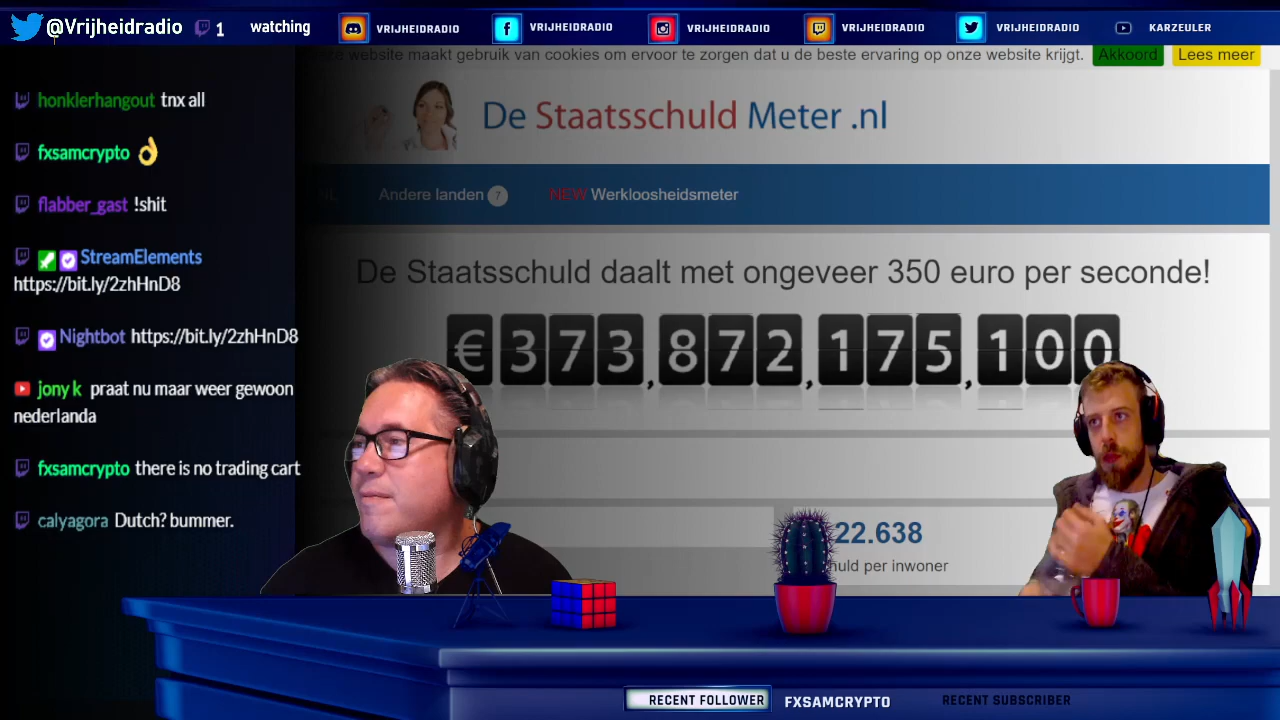 @Vrijheidradio 1 watching VRIJHEIDRADIO VRIJHEIDRADIO VRIJHEIDRADIO VRIJHEIDRADIO VRIJHEIDRADIO KARZEULER
website maakt gebruik van cookies om ervoor te zorgen dat u de beste ervaring op onze website krijgt. Akkoord Lees meer
honklerhangout tnx all
fxsamcrypto 👌
flabber_gast !shit
StreamElements
https://bit.ly/2zhHnD8
Nightbot https://bit.ly/2zhHnD8
jony k praat nu maar weer gewoon
nederlanda
fxsamcrypto there is no trading cart
calyagora Dutch? bummer.
De Staatsschuld Meter .nl
NL Andere landen 7 NEW Werkloosheidsmeter
De Staatsschuld daalt met ongeveer 350 euro per seconde!
€373,872,175,100
22.638
per inwoner
RECENT FOLLOWER FXSAMCRYPTO RECENT SUBSCRIBER